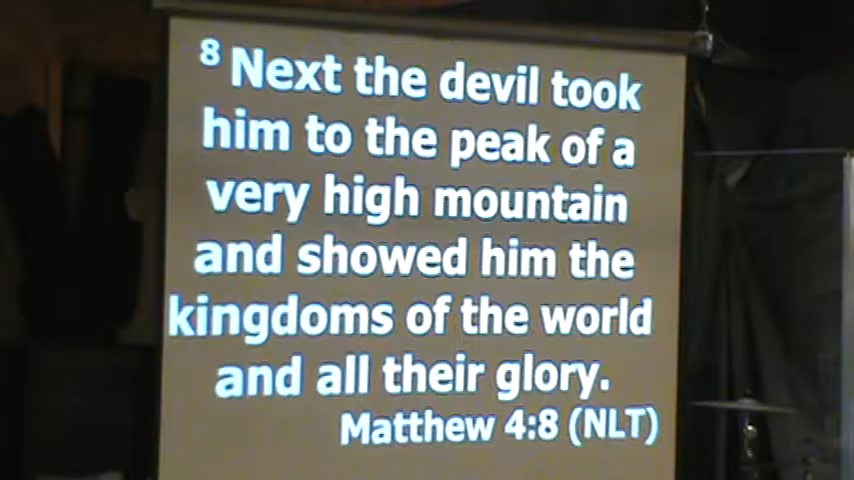 8 Next the devil took
him to the peak of a
very high mountain
and showed him the
kingdoms of the world
and all their glory.
Matthew 4:8 (NLT)